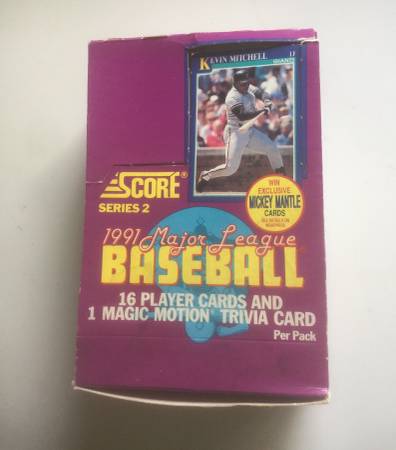 KEVIN MITCHELL
GIANTS
SCORE
SERIES 2
WIN
EXCLUSIVE
MICKEY MANTLE
CARDS
1991 Major League
BASEBALL
16 PLAYER CARDS AND
1 MAGIC MOTION TRIVIA CARD
Per Pack